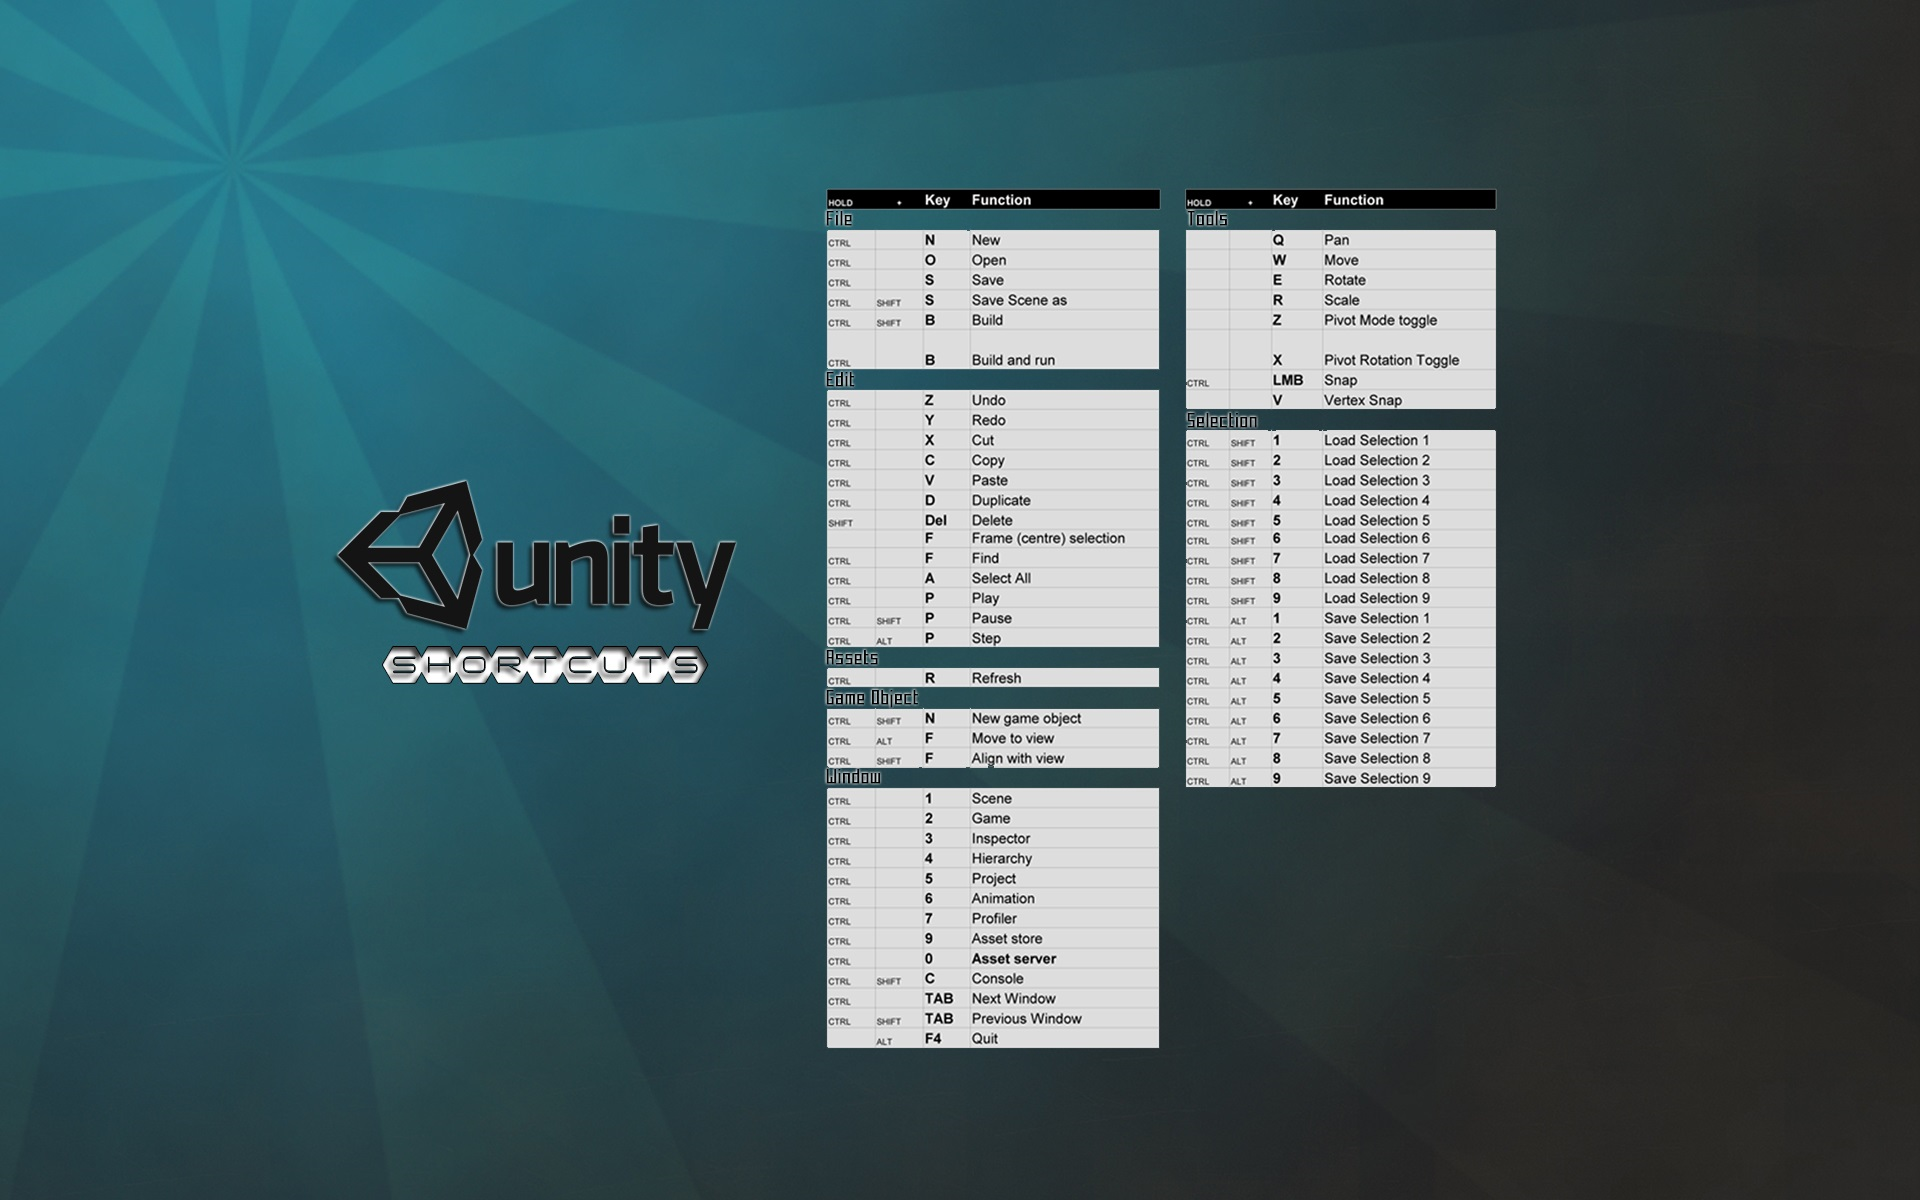 unity
SHORTCUTS
HOLD + Key Function
File
CTRL N New
CTRL O Open
CTRL S Save
CTRL SHIFT S Save Scene as
CTRL SHIFT B Build
CTRL B Build and run
Edit
CTRL Z Undo
CTRL Y Redo
CTRL X Cut
CTRL C Copy
CTRL V Paste
CTRL D Duplicate
SHIFT Del Delete
F Frame (centre) selection
CTRL F Find
CTRL A Select All
CTRL P Play
CTRL SHIFT P Pause
CTRL ALT P Step
Assets
CTRL R Refresh
Game Object
CTRL SHIFT N New game object
CTRL ALT F Move to view
CTRL SHIFT F Align with view
Window
CTRL 1 Scene
CTRL 2 Game
CTRL 3 Inspector
CTRL 4 Hierarchy
CTRL 5 Project
CTRL 6 Animation
CTRL 7 Profiler
CTRL 9 Asset store
CTRL 0 Asset server
CTRL SHIFT C Console
CTRL TAB Next Window
CTRL SHIFT TAB Previous Window
ALT F4 Quit
HOLD + Key Function
Tools
Q Pan
W Move
E Rotate
R Scale
Z Pivot Mode toggle
X Pivot Rotation Toggle
CTRL LMB Snap
V Vertex Snap
Selection
CTRL SHIFT 1 Load Selection 1
CTRL SHIFT 2 Load Selection 2
CTRL SHIFT 3 Load Selection 3
CTRL SHIFT 4 Load Selection 4
CTRL SHIFT 5 Load Selection 5
CTRL SHIFT 6 Load Selection 6
CTRL SHIFT 7 Load Selection 7
CTRL SHIFT 8 Load Selection 8
CTRL SHIFT 9 Load Selection 9
CTRL ALT 1 Save Selection 1
CTRL ALT 2 Save Selection 2
CTRL ALT 3 Save Selection 3
CTRL ALT 4 Save Selection 4
CTRL ALT 5 Save Selection 5
CTRL ALT 6 Save Selection 6
CTRL ALT 7 Save Selection 7
CTRL ALT 8 Save Selection 8
CTRL ALT 9 Save Selection 9